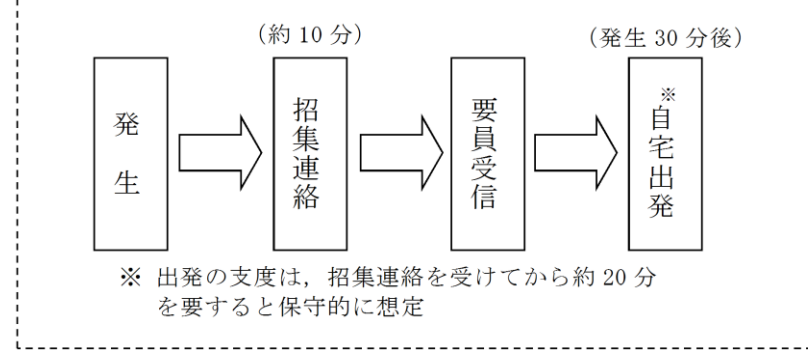 (約 10 分)
(発生 30 分後)
発生
招集連絡
要員受信
※自宅出発
※ 出発の支度は，招集連絡を受けてから約 20 分
を要すると保守的に想定